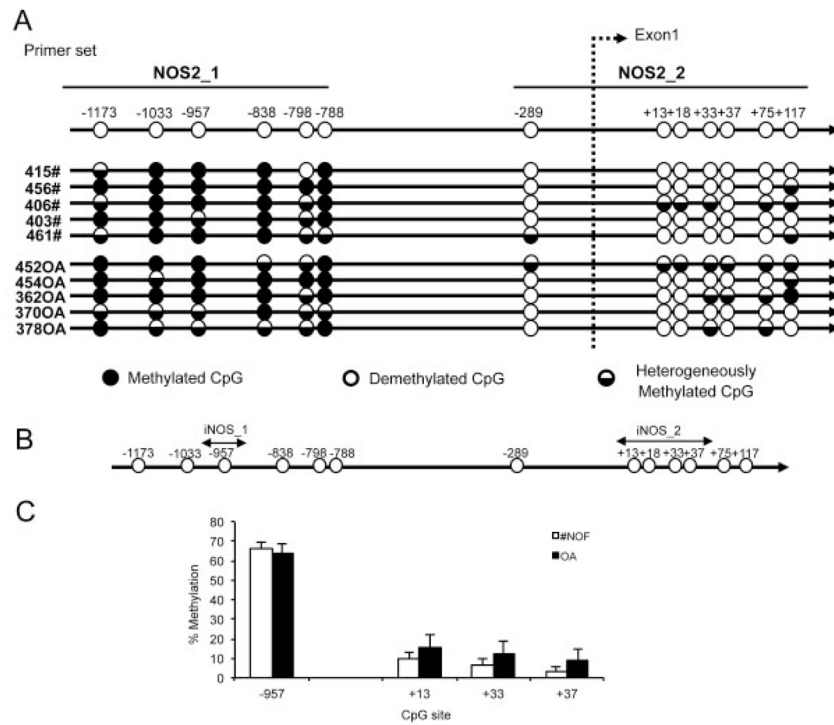 A
Primer set
Exon1
NOS2_1 NOS2_2
-1173 -1033 -957 -838 -798 -788 -289 +13 +18 +33 +37 +75 +117
415#
456#
406#
403#
461#
452OA
454OA
362OA
370OA
378OA
Methylated CpG Demethylated CpG Heterogeneously
Methylated CpG
B
iNOS_1 iNOS_2
-1173 -1033 -957 -838 -798 -788 -289 +13 +18 +33 +37 +75 +117
C
% Methylation
80
70
60
50
40
30
20
10
0
#NOF
OA
-957 +13 +33 +37
CpG site